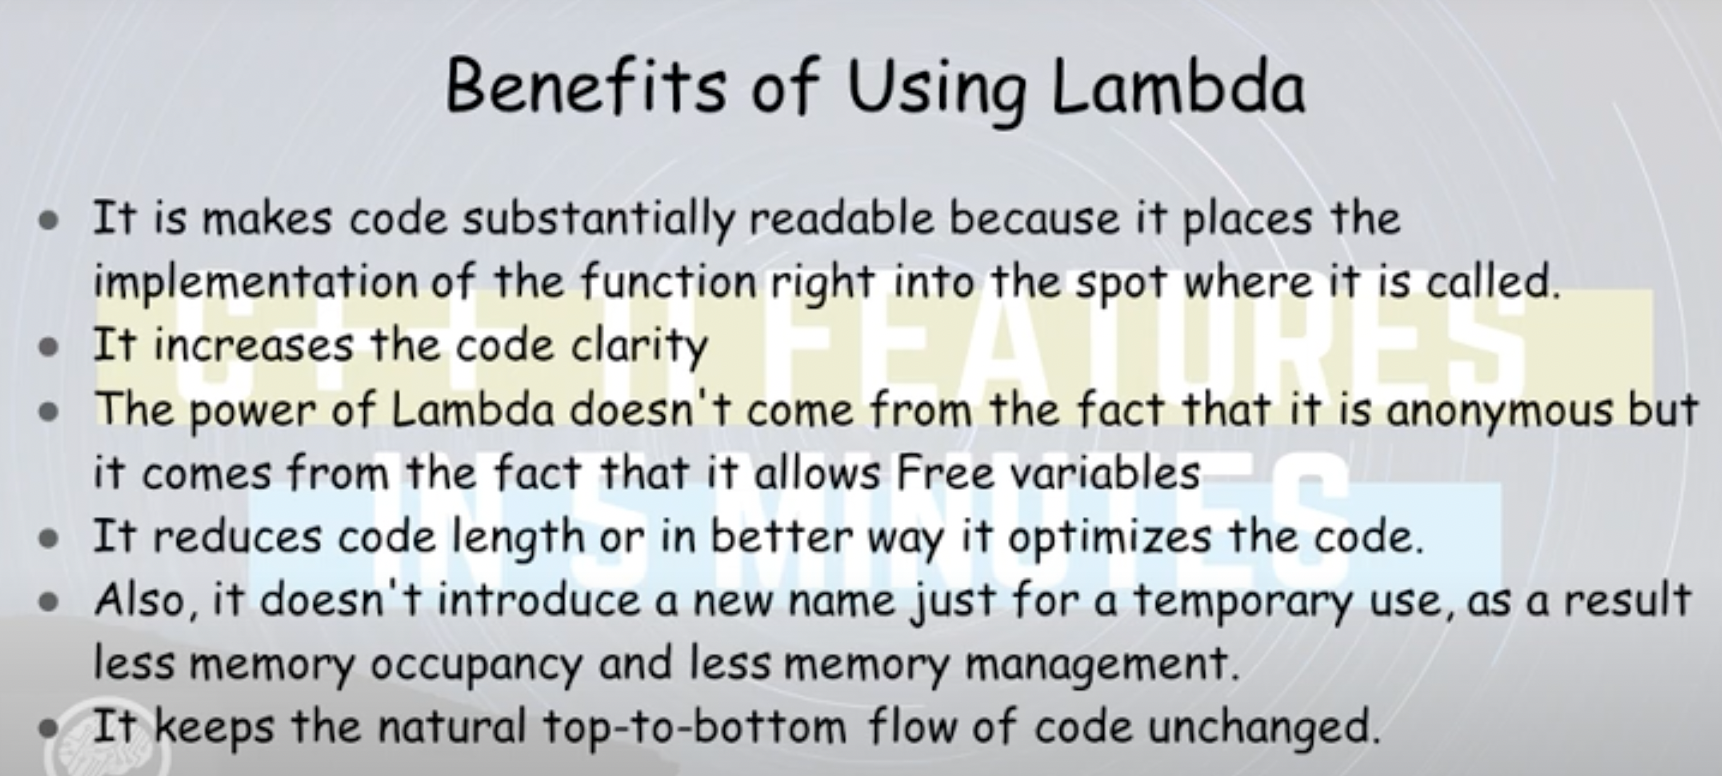 Benefits of Using Lambda
● It is makes code substantially readable because it places the
implementation of the function right into the spot where it is called.
● It increases the code clarity
● The power of Lambda doesn't come from the fact that it is anonymous but
it comes from the fact that it allows Free variables
● It reduces code length or in better way it optimizes the code.
● Also, it doesn't introduce a new name just for a temporary use, as a result
less memory occupancy and less memory management.
● It keeps the natural top-to-bottom flow of code unchanged.
C++ 11 FEATURES
IN 5 MINUTES